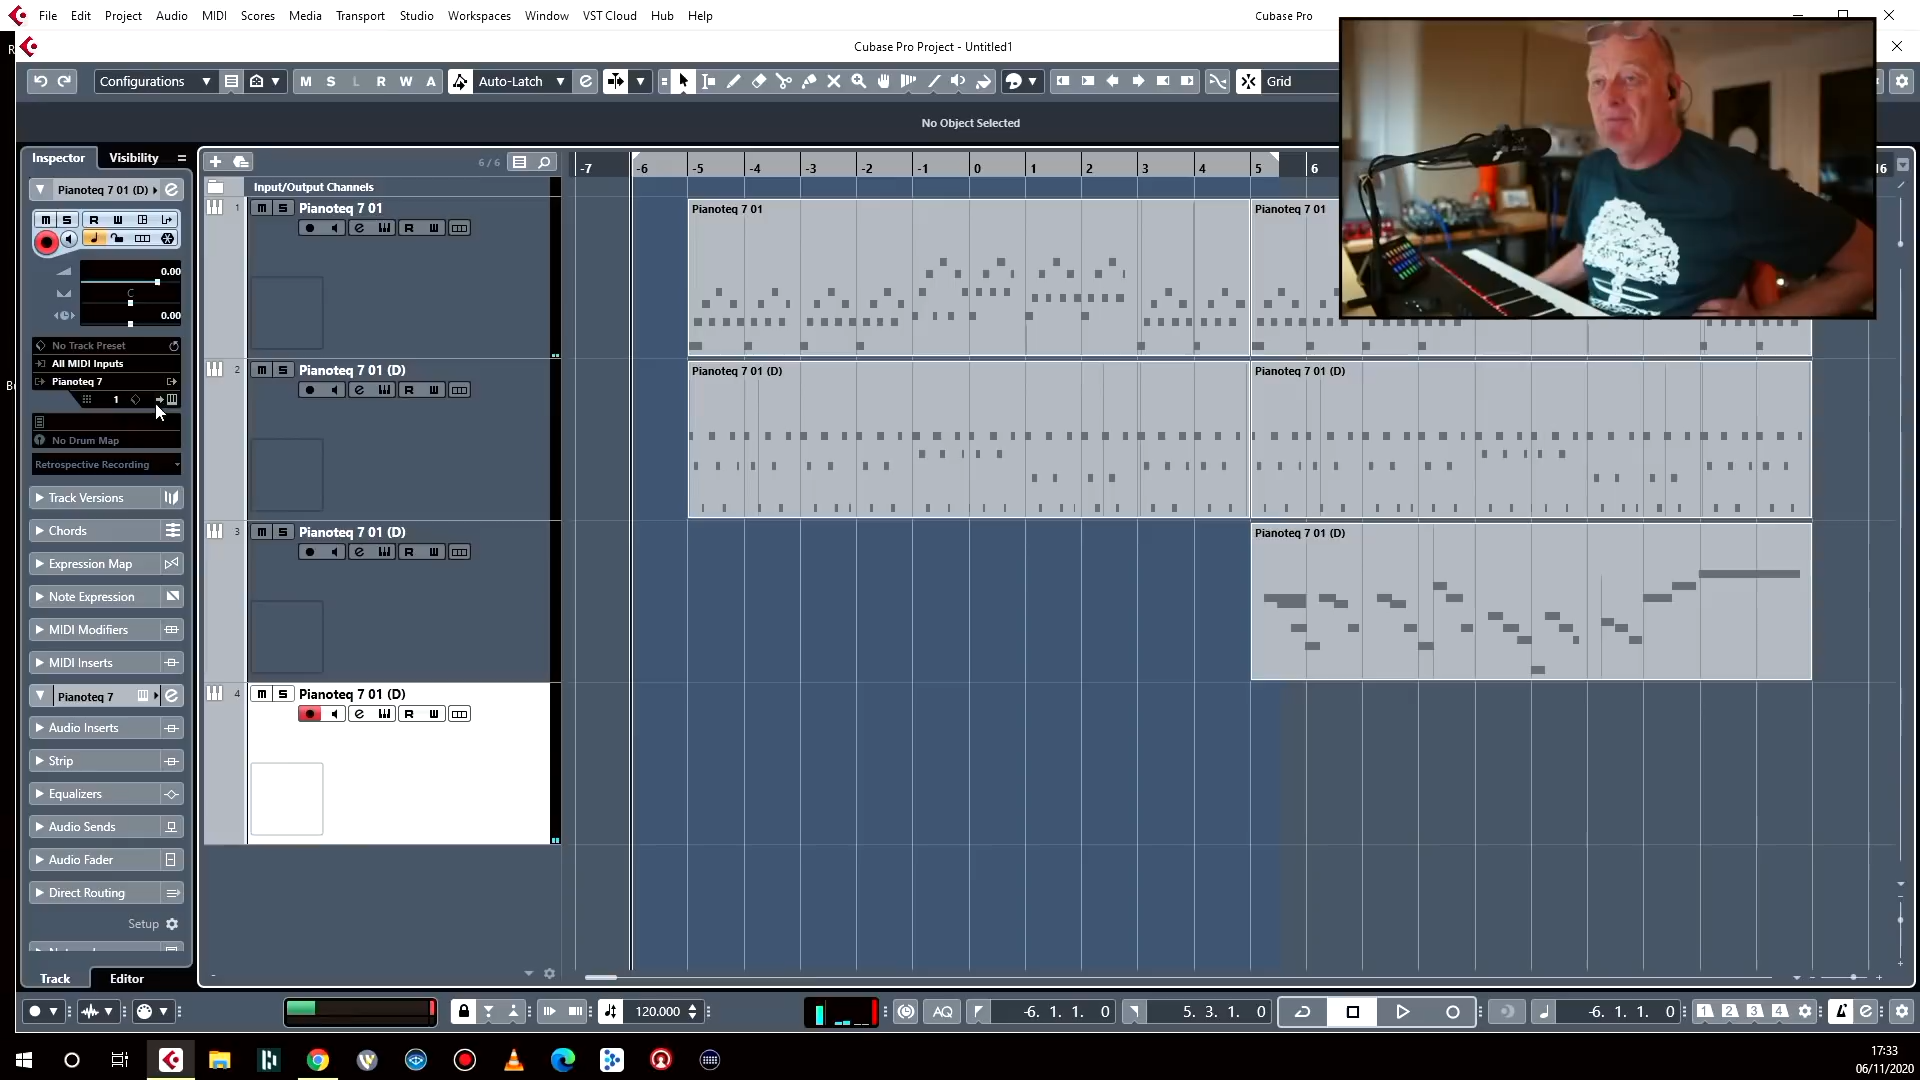 File Edit Project Audio MIDI Scores Media Transport Studio Workspaces Window VST Cloud Hub Help
Cubase Pro
Cubase Pro Project - Untitled1
Configurations
M S L R W A
Auto-Latch
Grid
No Object Selected
Inspector
Visibility
Pianoteq 7 01 (D)
M S R W
0.00
C
0.00
No Track Preset
All MIDI Inputs
Pianoteq 7
1
No Drum Map
Retrospective Recording
Track Versions
Chords
Expression Map
Note Expression
MIDI Modifiers
MIDI Inserts
Pianoteq 7
Audio Inserts
Strip
Equalizers
Audio Sends
Audio Fader
Direct Routing
Setup
Track
Editor
6 / 6
Input/Output Channels
1 M S Pianoteq 7 01
R W
2 M S Pianoteq 7 01 (D)
R W
3 M S Pianoteq 7 01 (D)
R W
4 M S Pianoteq 7 01 (D)
R W
-7 -6 -5 -4 -3 -2 -1 0 1 2 3 4 5 6 16
Pianoteq 7 01
Pianoteq 7 01
Pianoteq 7 01 (D)
Pianoteq 7 01 (D)
Pianoteq 7 01 (D)
120.000
AQ
-6. 1. 1. 0
5. 3. 1. 0
-6. 1. 1. 0
1 2 3 4
17:33
06/11/2020